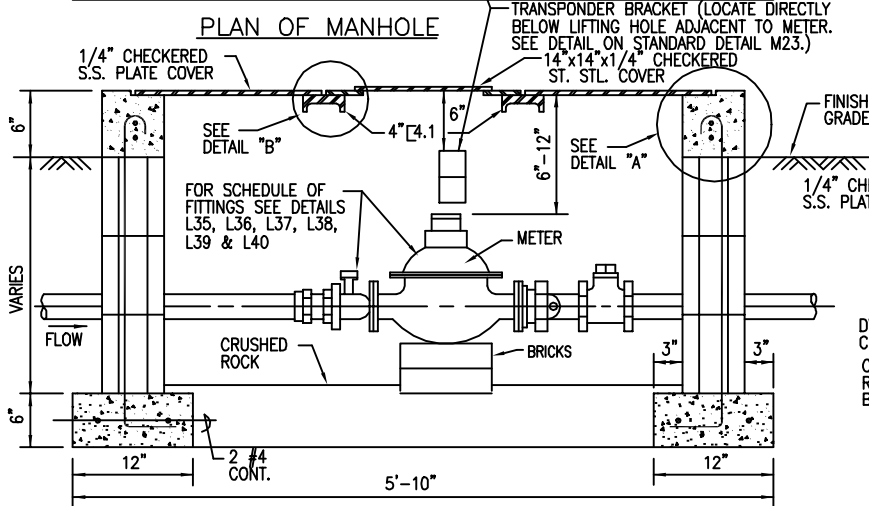 PLAN OF MANHOLE
TRANSPONDER BRACKET (LOCATE DIRECTLY
BELOW LIFTING HOLE ADJACENT TO METER.
SEE DETAIL ON STANDARD DETAIL M23.)
1/4" CHECKERED
S.S. PLATE COVER
14"x14"x1/4" CHECKERED
ST. STL. COVER
6"
SEE
DETAIL "B"
4"[4.1
6"
6"-12"
SEE
DETAIL "A"
FINISH
GRADE
1/4" CHE
S.S. PLAT
FOR SCHEDULE OF
FITTINGS SEE DETAILS
L35, L36, L37, L38,
L39 & L40
METER
VARIES
FLOW
CRUSHED
ROCK
BRICKS
3"
3"
6"
2 #4
CONT.
12"
12"
5'-10"